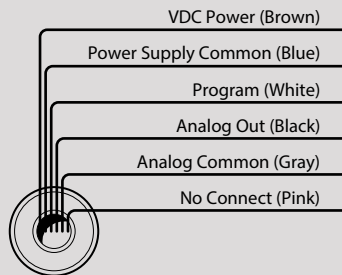 VDC Power (Brown)
Power Supply Common (Blue)
Program (White)
Analog Out (Black)
Analog Common (Gray)
No Connect (Pink)